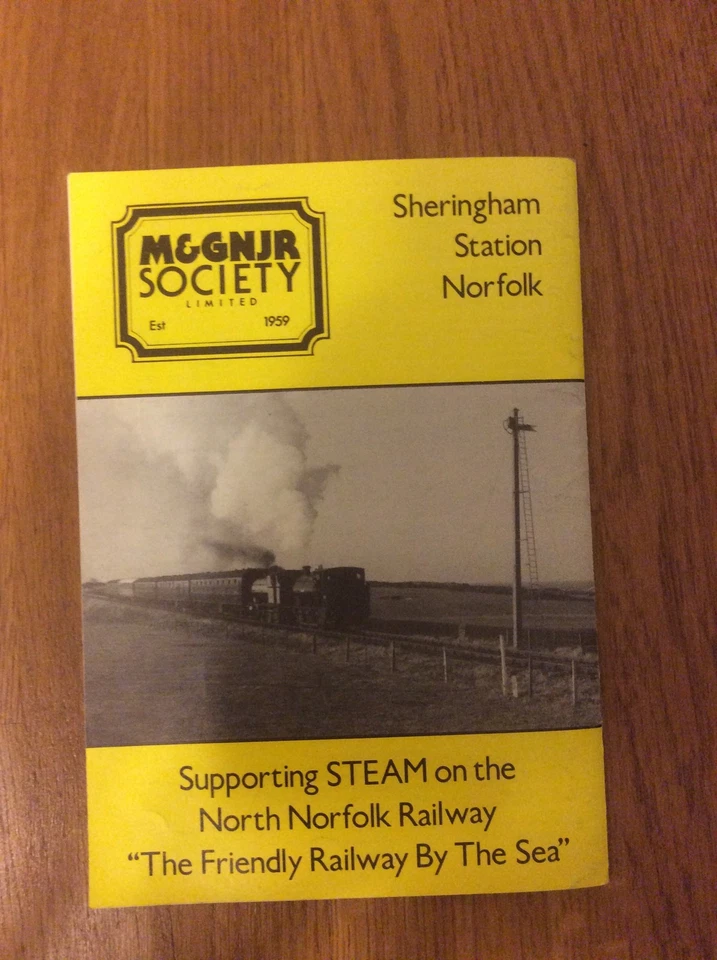 M&GNJR
SOCIETY
LIMITED
Est 1959
Sheringham
Station
Norfolk
Supporting STEAM on the
North Norfolk Railway
“The Friendly Railway By The Sea”